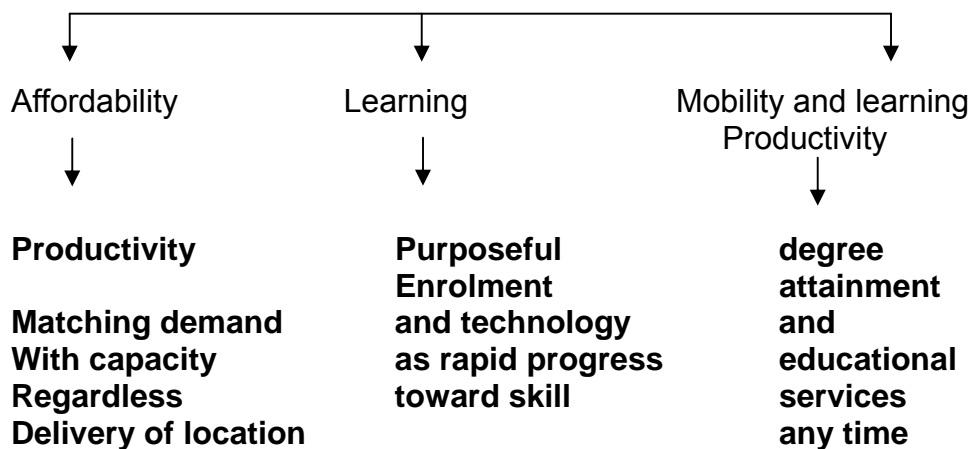 Affordability
Learning
Mobility and learning
Productivity
Productivity
Matching demand
With capacity
Regardless
Delivery of location
Purposeful
Enrolment
and technology
as rapid progress
toward skill
degree
attainment
and
educational
services
any time